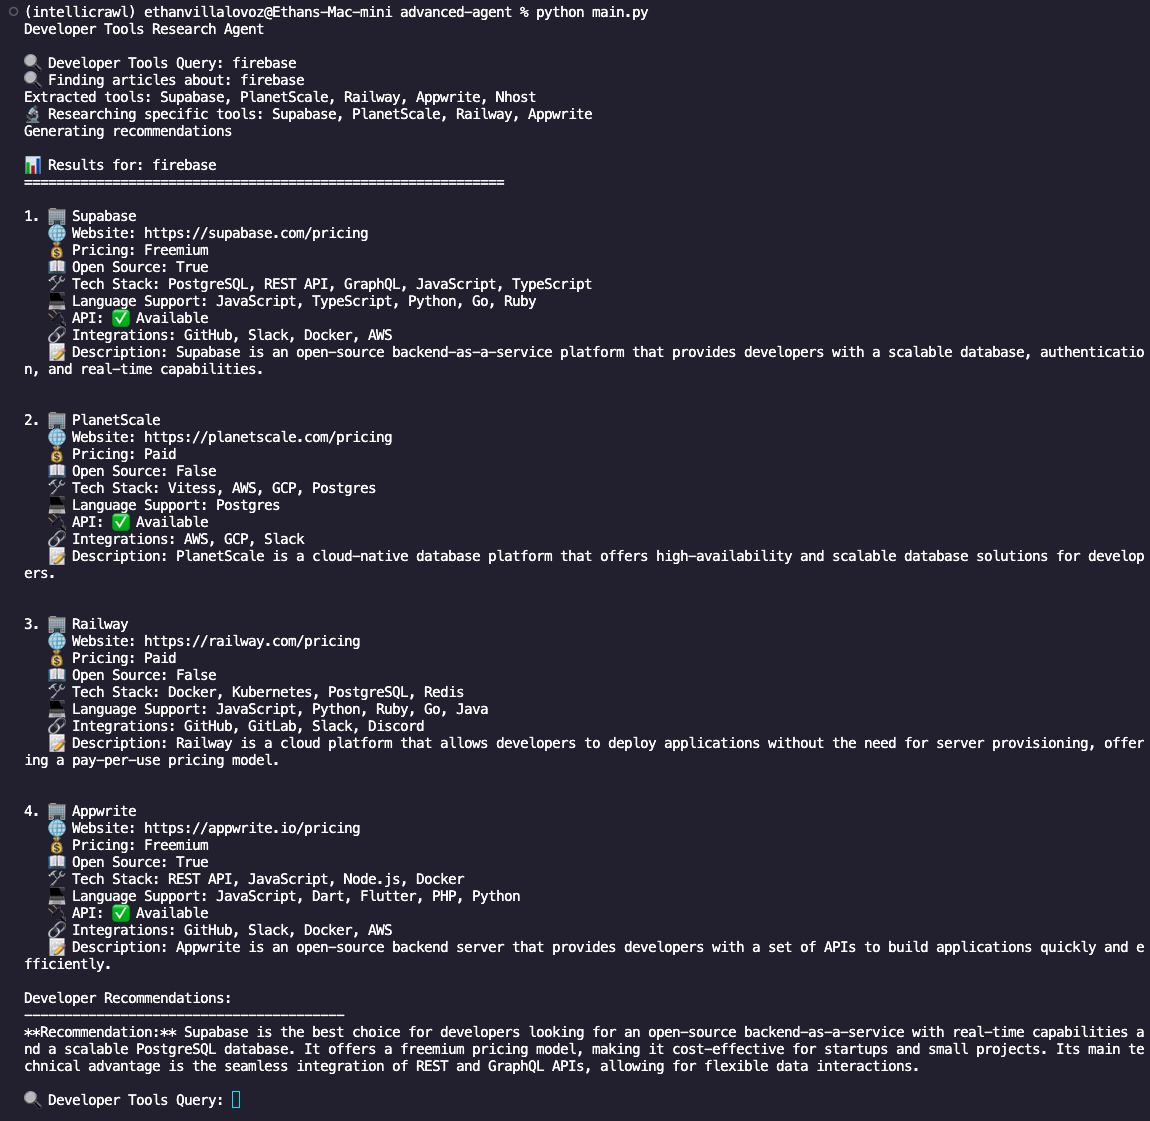 (intellicrawl) ethanvillalovoz@Ethans-Mac-mini advanced-agent % python main.py
Developer Tools Research Agent

🔍 Developer Tools Query: firebase
🔍 Finding articles about: firebase
Extracted tools: Supabase, PlanetScale, Railway, Appwrite, Nhost
🔬 Researching specific tools: Supabase, PlanetScale, Railway, Appwrite
Generating recommendations

📊 Results for: firebase
============================================================

1. 🏢 Supabase
   🌐 Website: https://supabase.com/pricing
   💰 Pricing: Freemium
   📖 Open Source: True
   🛠️ Tech Stack: PostgreSQL, REST API, GraphQL, JavaScript, TypeScript
   💻 Language Support: JavaScript, TypeScript, Python, Go, Ruby
   🔌 API: ✅ Available
   🔗 Integrations: GitHub, Slack, Docker, AWS
   📝 Description: Supabase is an open-source backend-as-a-service platform that provides developers with a scalable database, authenticatio
n, and real-time capabilities.

2. 🏢 PlanetScale
   🌐 Website: https://planetscale.com/pricing
   💰 Pricing: Paid
   📖 Open Source: False
   🛠️ Tech Stack: Vitess, AWS, GCP, Postgres
   💻 Language Support: Postgres
   🔌 API: ✅ Available
   🔗 Integrations: AWS, GCP, Slack
   📝 Description: PlanetScale is a cloud-native database platform that offers high-availability and scalable database solutions for develop
ers.

3. 🏢 Railway
   🌐 Website: https://railway.com/pricing
   💰 Pricing: Paid
   📖 Open Source: False
   🛠️ Tech Stack: Docker, Kubernetes, PostgreSQL, Redis
   💻 Language Support: JavaScript, Python, Ruby, Go, Java
   🔗 Integrations: GitHub, GitLab, Slack, Discord
   📝 Description: Railway is a cloud platform that allows developers to deploy applications without the need for server provisioning, offer
ing a pay-per-use pricing model.

4. 🏢 Appwrite
   🌐 Website: https://appwrite.io/pricing
   💰 Pricing: Freemium
   📖 Open Source: True
   🛠️ Tech Stack: REST API, JavaScript, Node.js, Docker
   💻 Language Support: JavaScript, Dart, Flutter, PHP, Python
   🔌 API: ✅ Available
   🔗 Integrations: GitHub, Slack, Docker, AWS
   📝 Description: Appwrite is an open-source backend server that provides developers with a set of APIs to build applications quickly and e
fficiently.

Developer Recommendations:
----------------------------------------
**Recommendation:** Supabase is the best choice for developers looking for an open-source backend-as-a-service with real-time capabilities a
nd a scalable PostgreSQL database. It offers a freemium pricing model, making it cost-effective for startups and small projects. Its main te
chnical advantage is the seamless integration of REST and GraphQL APIs, allowing for flexible data interactions.

🔍 Developer Tools Query: